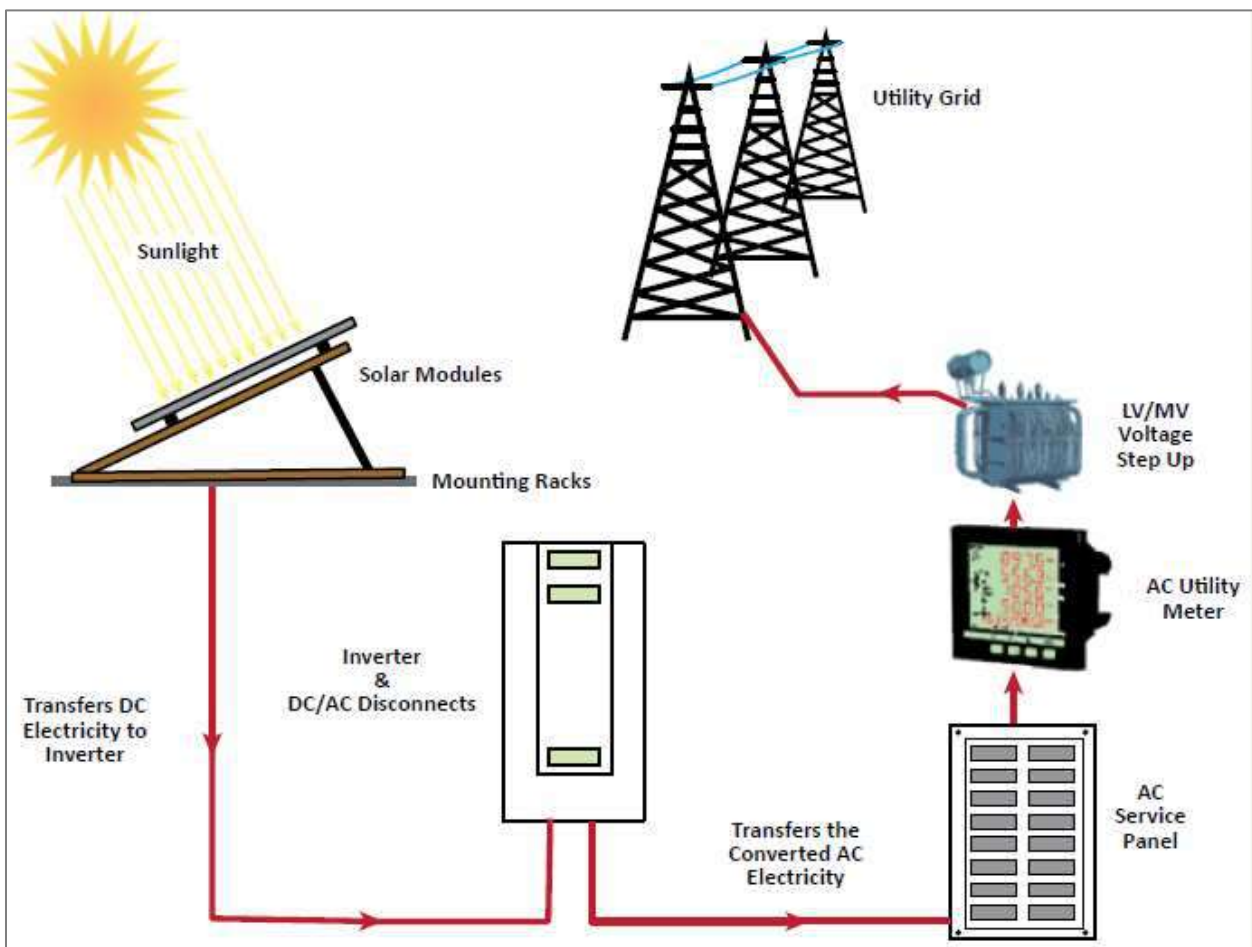 Utility Grid
Sunlight
Solar Modules
LV/MV
Voltage
Step Up
Mounting Racks
AC Utility
Meter
Inverter
&
DC/AC Disconnects
Transfers DC
Electricity to
Inverter
AC
Service
Panel
Transfers the
Converted AC
Electricity